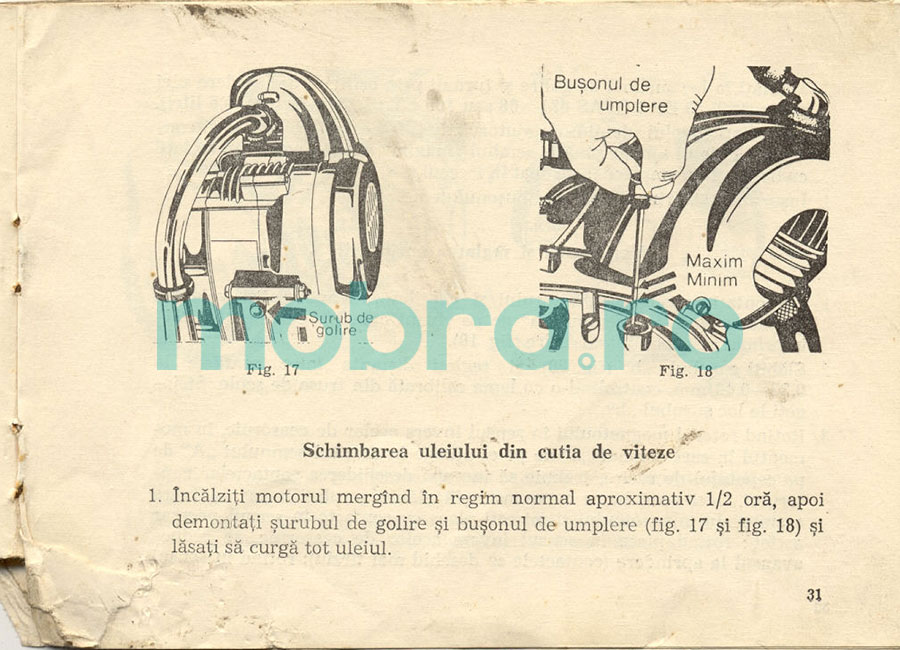 Bușonul de
umplere
Maxim
Minim
Șurub de
golire
mobra.ro
Fig. 17
Fig. 18
Schimbarea uleiului din cutia de viteze
1. Încălziți motorul mergînd în regim normal aproximativ 1/2 oră, apoi
demontați șurubul de golire și bușonul de umplere (fig. 17 și fig. 18) și
lăsați să curgă tot uleiul.
31